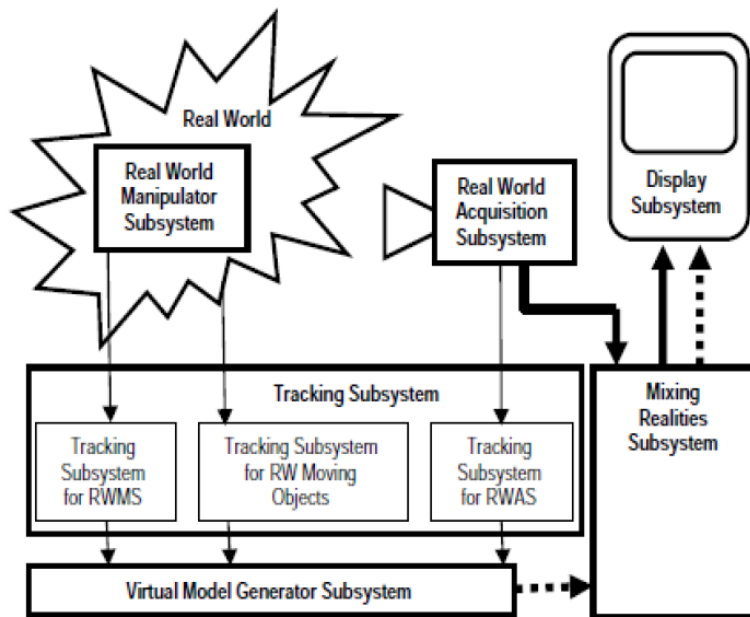 Real World
Real World
Manipulator
Subsystem
Real World
Acquisition
Subsystem
Display
Subsystem
Tracking Subsystem
Tracking
Subsystem
for RWMS
Tracking Subsystem
for RW Moving
Objects
Tracking
Subsystem
for RWAS
Mixing
Realities
Subsystem
Virtual Model Generator Subsystem